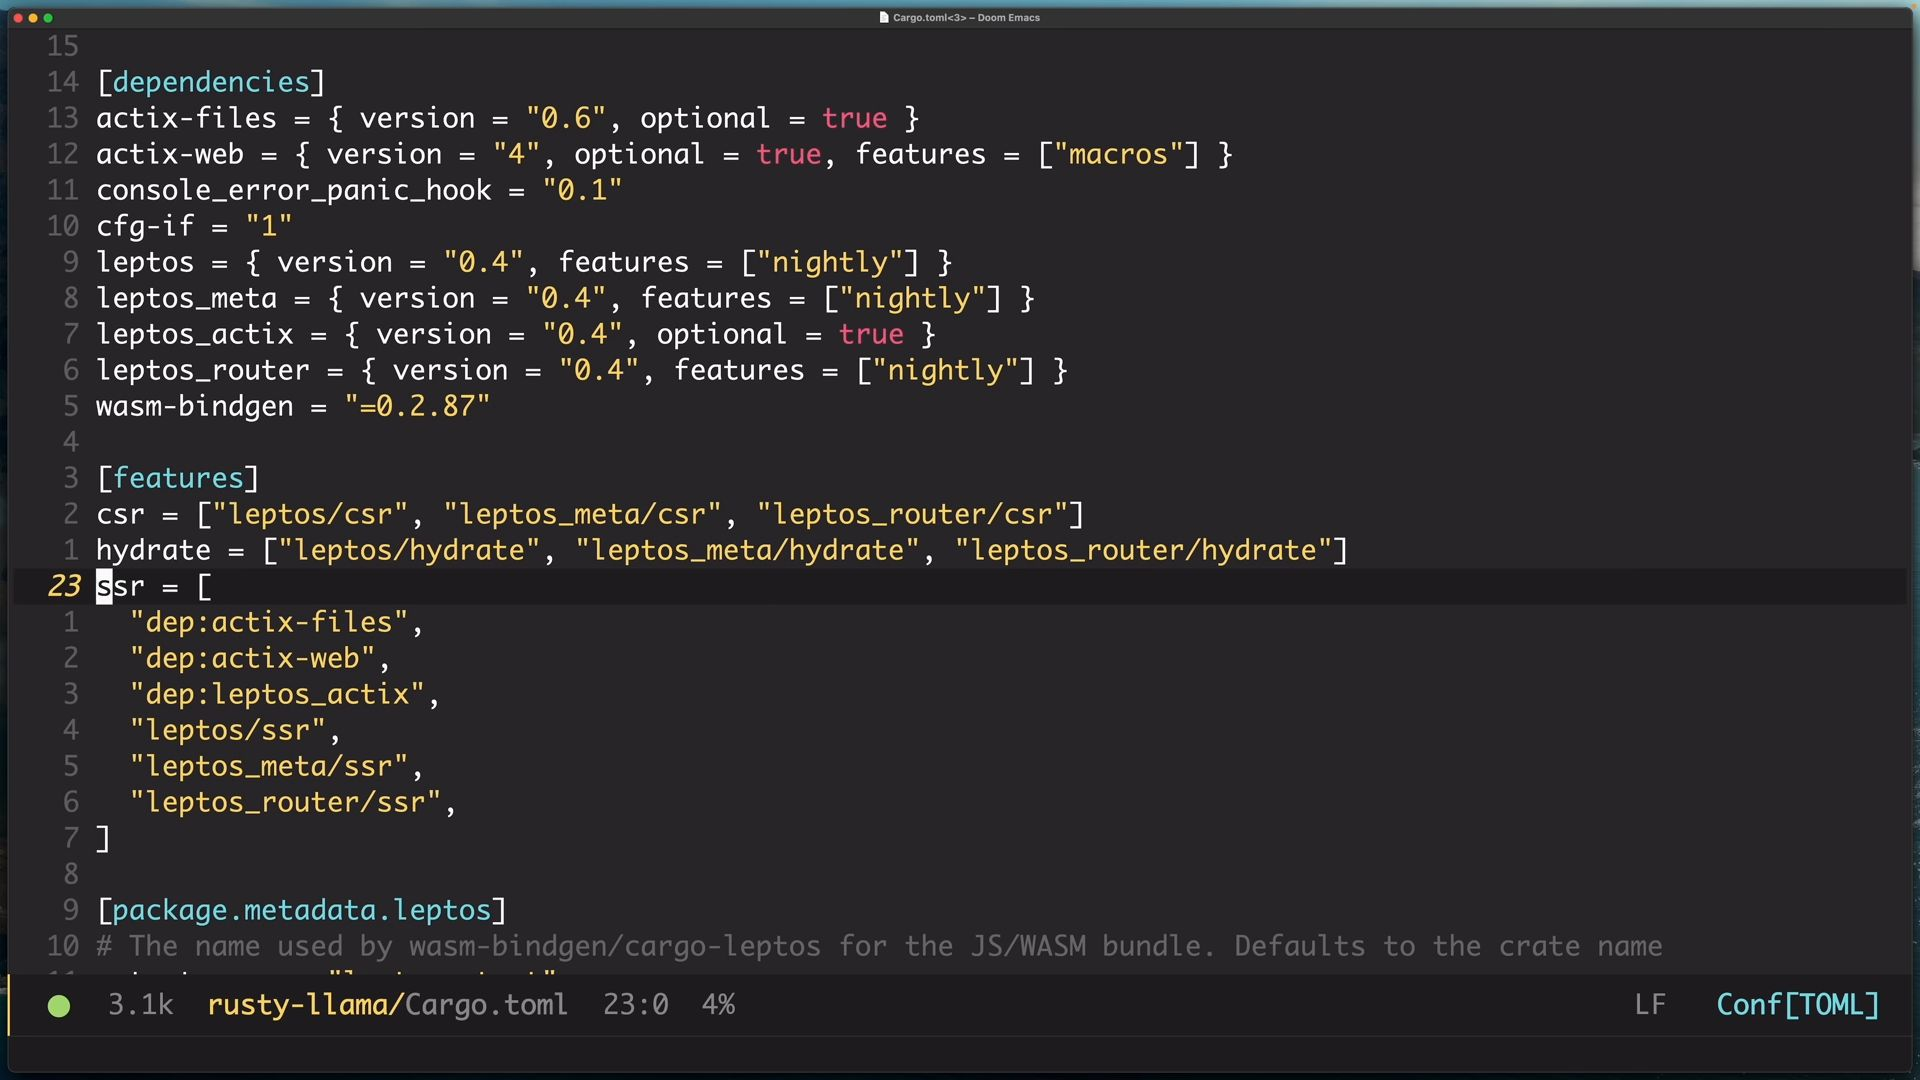 Cargo.toml<3> – Doom Emacs
15
14 [dependencies]
13 actix-files = { version = "0.6", optional = true }
12 actix-web = { version = "4", optional = true, features = ["macros"] }
11 console_error_panic_hook = "0.1"
10 cfg-if = "1"
9 leptos = { version = "0.4", features = ["nightly"] }
8 leptos_meta = { version = "0.4", features = ["nightly"] }
7 leptos_actix = { version = "0.4", optional = true }
6 leptos_router = { version = "0.4", features = ["nightly"] }
5 wasm-bindgen = "=0.2.87"
4
3 [features]
2 csr = ["leptos/csr", "leptos_meta/csr", "leptos_router/csr"]
1 hydrate = ["leptos/hydrate", "leptos_meta/hydrate", "leptos_router/hydrate"]
23 ssr = [
1 "dep:actix-files",
2 "dep:actix-web",
3 "dep:leptos_actix",
4 "leptos/ssr",
5 "leptos_meta/ssr",
6 "leptos_router/ssr",
7 ]
8
9 [package.metadata.leptos]
10 # The name used by wasm-bindgen/cargo-leptos for the JS/WASM bundle. Defaults to the crate name
3.1k rusty-llama/Cargo.toml 23:0 4% LF Conf[TOML]